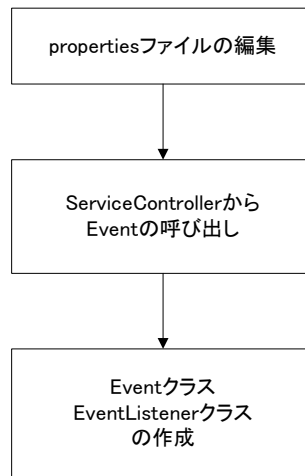 propertiesファイルの編集
ServiceControllerから
Eventの呼び出し
Eventクラス
EventListenerクラス
の作成